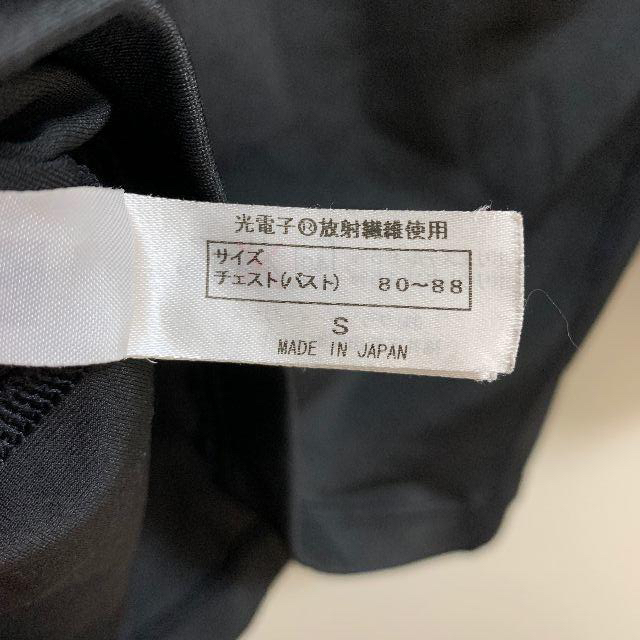 光電子®放射繊維使用
サイズ
チェスト(バスト) 80～88
S
MADE IN JAPAN